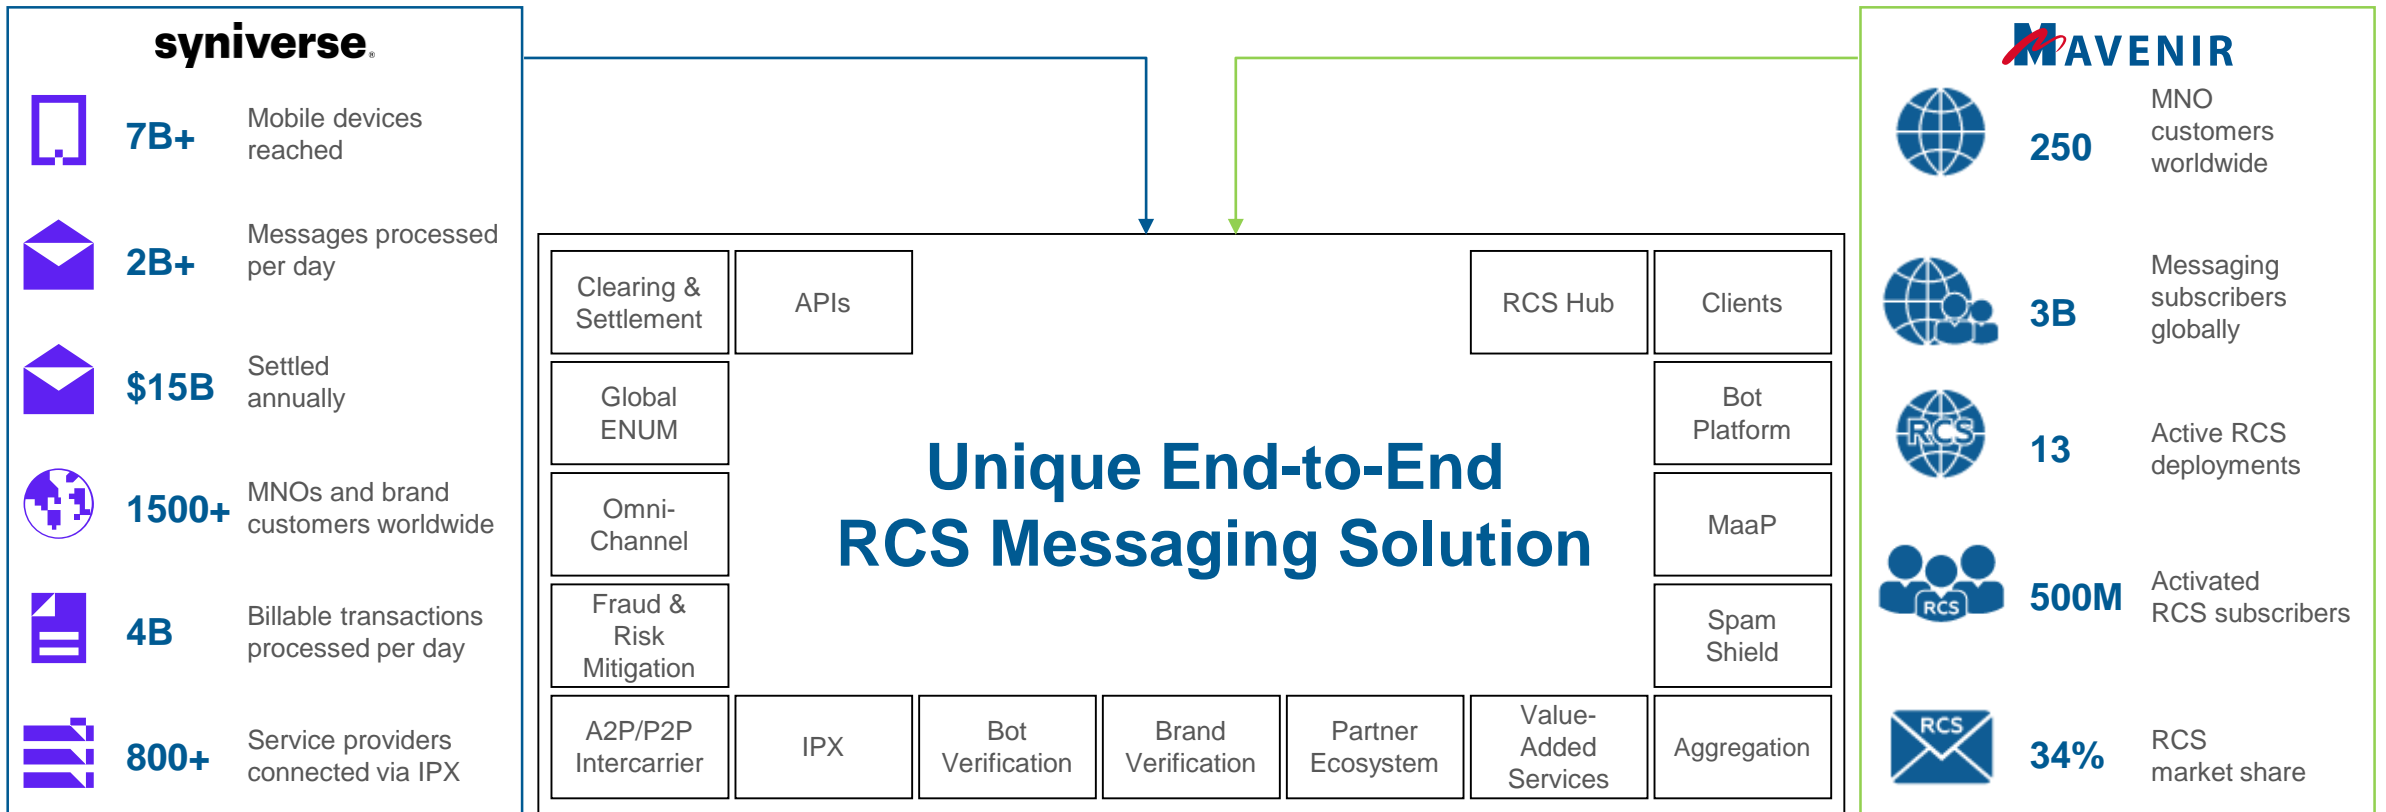 syniverse®
7B+
Mobile devices
reached
2B+
Messages processed
per day
$15B
Settled
annually
1500+
MNOs and brand
customers worldwide
4B
Billable transactions
processed per day
800+
Service providers
connected via IPX
Clearing &
Settlement
APIs
RCS Hub
Clients
Global
ENUM
Bot
Platform
Unique End-to-End
RCS Messaging Solution
Omni-
Channel
MaaP
Fraud &
Risk
Mitigation
Spam
Shield
A2P/P2P
Intercarrier
IPX
Bot
Verification
Brand
Verification
Partner
Ecosystem
Value-
Added
Services
Aggregation
MAVENIR
250
MNO
customers
worldwide
3B
Messaging
subscribers
globally
RCS
13
Active RCS
deployments
RCS
500M
Activated
RCS subscribers
RCS
34%
RCS
market share